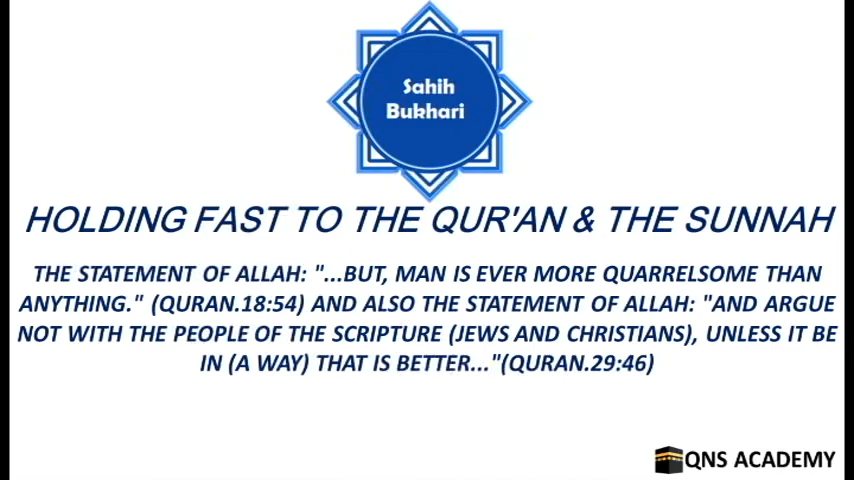 Sahih
Bukhari
HOLDING FAST TO THE QUR'AN & THE SUNNAH
THE STATEMENT OF ALLAH: "...BUT, MAN IS EVER MORE QUARRELSOME THAN
ANYTHING." (QURAN.18:54) AND ALSO THE STATEMENT OF ALLAH: "AND ARGUE
NOT WITH THE PEOPLE OF THE SCRIPTURE (JEWS AND CHRISTIANS), UNLESS IT BE
IN (A WAY) THAT IS BETTER..."(QURAN.29:46)
QNS ACADEMY